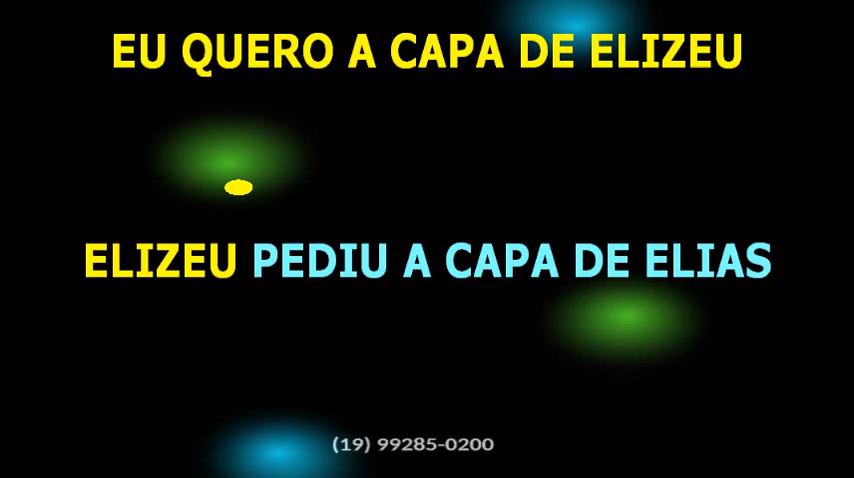 EU QUERO A CAPA DE ELIZEU
ELIZEU PEDIU A CAPA DE ELIAS
(19) 99285-0200